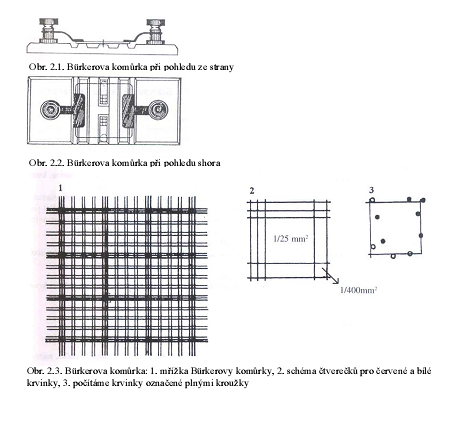 Obr. 2.1. Bürkerova komůrka při pohledu ze strany
Obr. 2.2. Bürkerova komůrka při pohledu shora
1
2
3
1/25 mm²
1/400mm²
Obr. 2.3. Bürkerova komůrka: 1. mřížka Bürkerovy komůrky, 2. schéma čtverečků pro červené a bílé
krvinky, 3. počítáme krvinky označené plnými kroužky